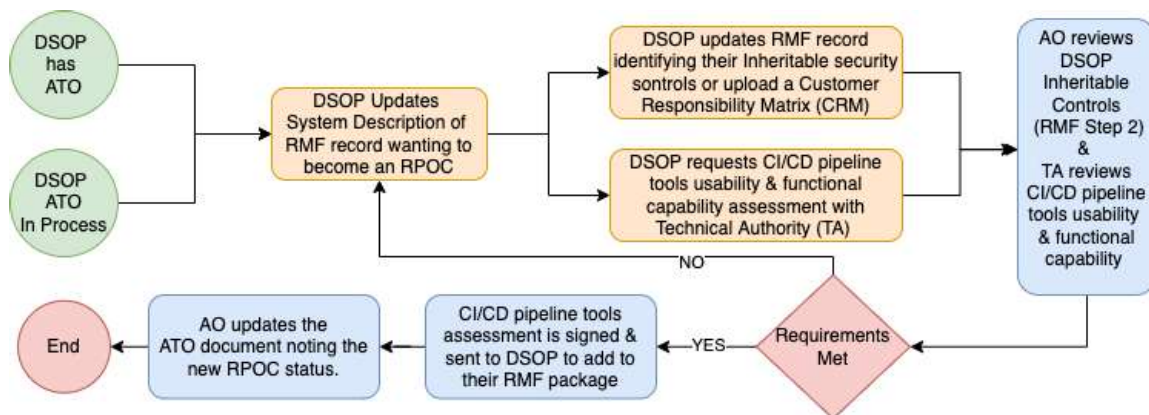 DSOP
has
ATO
DSOP
ATO
In Process
DSOP Updates
System Description of
RMF record wanting to
become an RPOC
DSOP updates RMF record
identifying their Inheritable security
sontrols or upload a Customer
Responsibility Matrix (CRM)
DSOP requests CI/CD pipeline
tools usability & functional
capability assessment with
Technical Authority (TA)
AO reviews
DSOP
Inheritable
Controls
(RMF Step 2)
&
TA reviews
CI/CD pipeline
tools usability
& functional
capability
Requirements
Met
NO
YES
CI/CD pipeline tools
assessment is signed &
sent to DSOP to add to
their RMF package
AO updates the
ATO document noting the
new RPOC status.
End